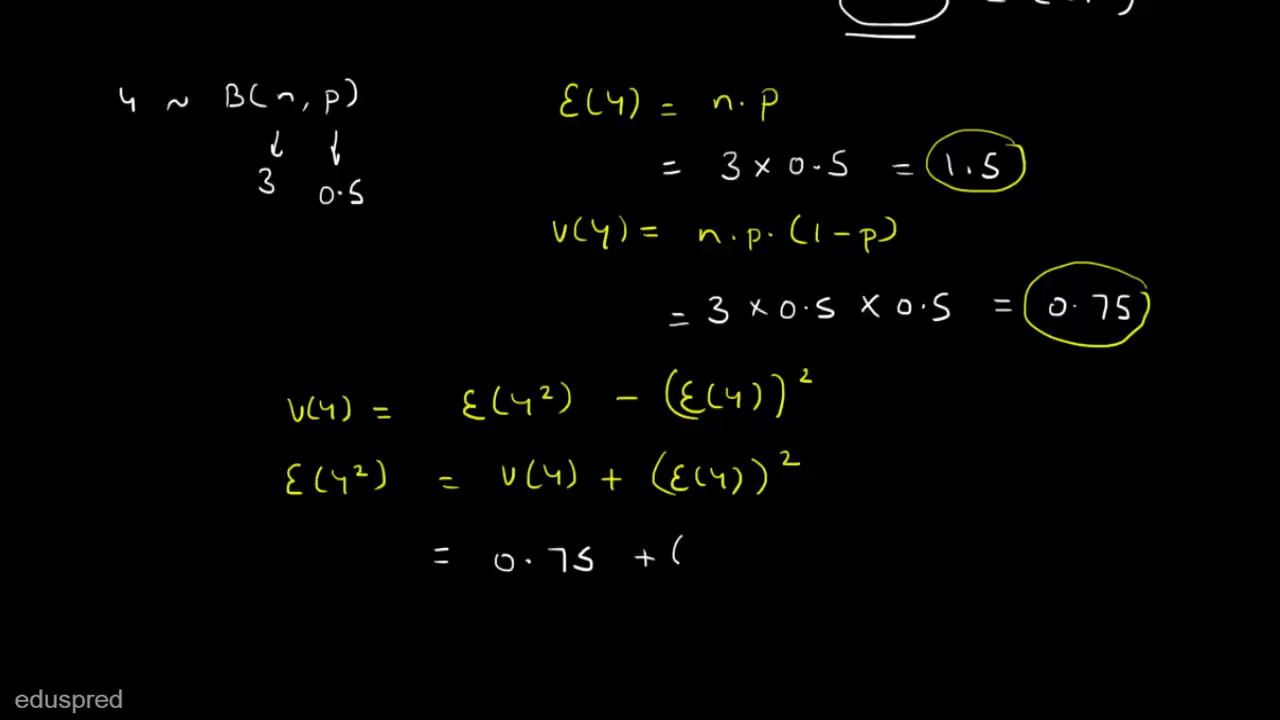 Y ~ B(n, p)
↓ ↓
3 0.5
E(Y) = n. p
= 3 × 0.5 = 1.5
V(Y) = n.p. (1-p)
= 3 × 0.5 × 0.5 = 0.75
V(Y) = E(Y²) - (E(Y))²
E(Y²) = V(Y) + (E(Y))²
= 0.75 + (
eduspred